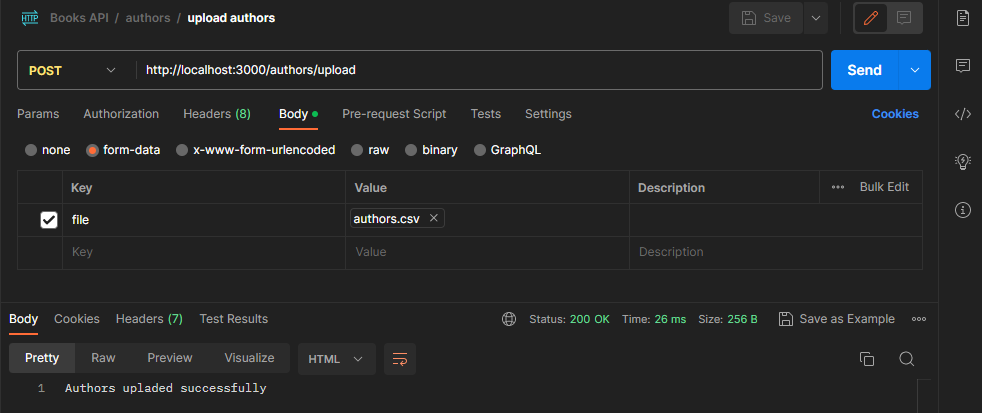 HTTP Books API / authors / upload authors Save
POST http://localhost:3000/authors/upload Send
Params Authorization Headers (8) Body Pre-request Script Tests Settings Cookies
none form-data x-www-form-urlencoded raw binary GraphQL
Key Value Description Bulk Edit
file authors.csv
Key Value Description
Body Cookies Headers (7) Test Results Status: 200 OK Time: 26 ms Size: 256 B Save as Example
Pretty Raw Preview Visualize HTML
1 Authors upladed successfully